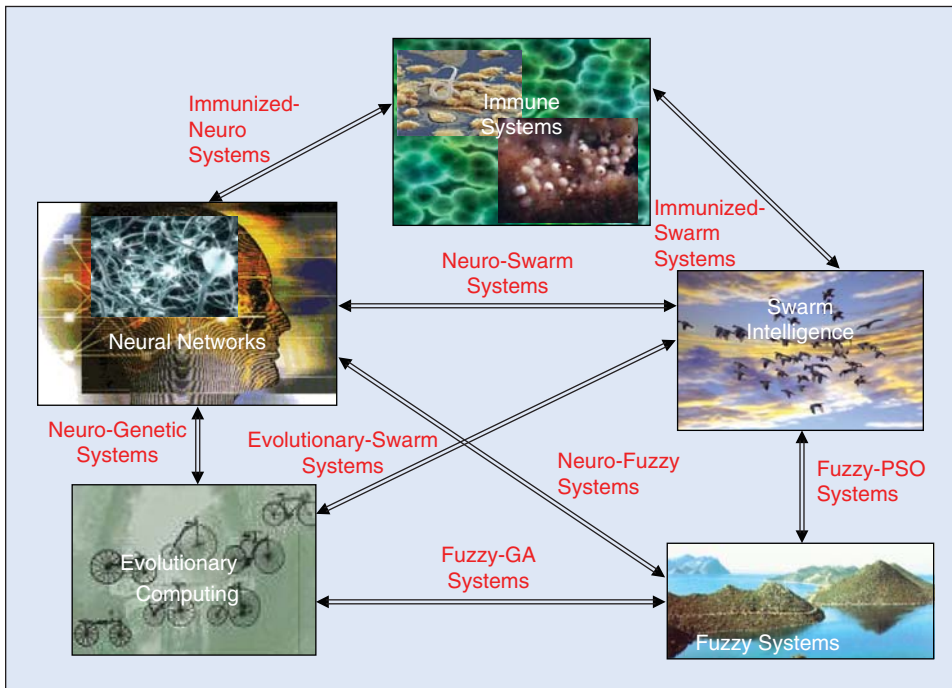 Immune
Systems
Immunized-
Neuro
Systems
Immunized-
Swarm
Systems
Neuro-Swarm
Systems
Neural Networks
Swarm
Intelligence
Neuro-Genetic
Systems
Evolutionary-Swarm
Systems
Neuro-Fuzzy
Systems
Fuzzy-PSO
Systems
Evolutionary
Computing
Fuzzy-GA
Systems
Fuzzy Systems